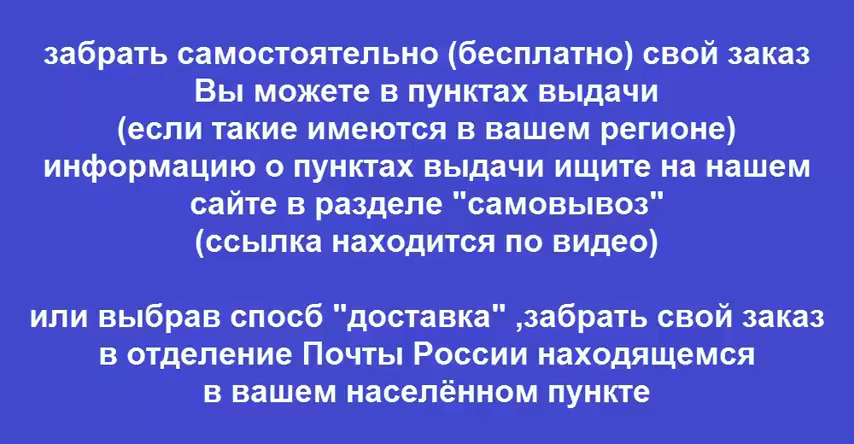 забрать самостоятельно (бесплатно) свой заказ
Вы можете в пунктах выдачи
(если такие имеются в вашем регионе)
информацию о пунктах выдачи ищите на нашем
сайте в разделе "самовывоз"
(ссылка находится по видео)
или выбрав спосб "доставка" ,забрать свой заказ
в отделение Почты России находящемся
в вашем населённом пункте